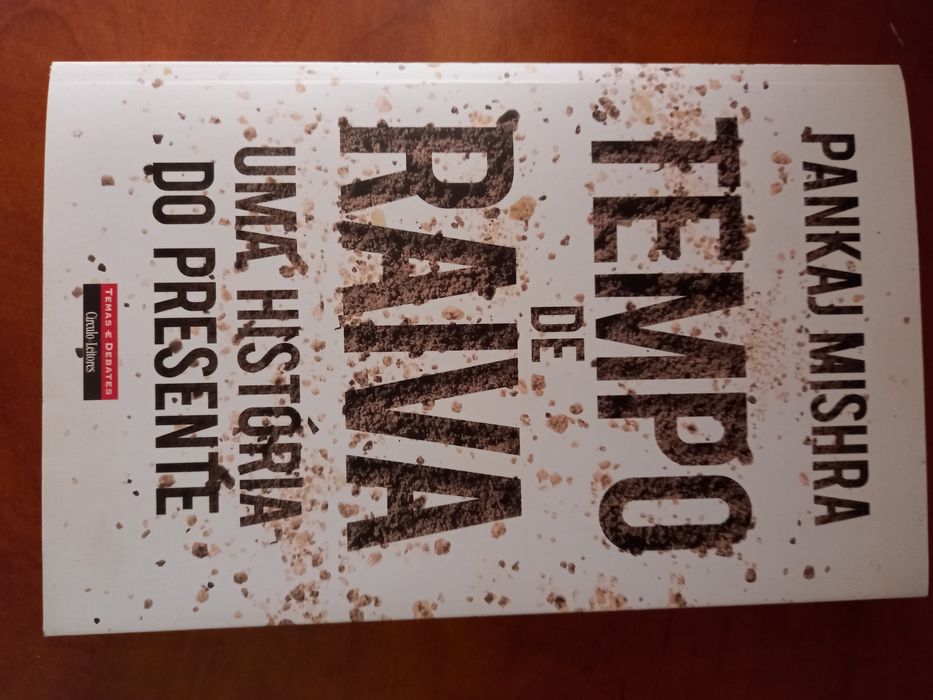 PANKAJ MISHRA
TEMPO
DE
RAIVA
UMA HISTÓRIA
DO PRESENTE
TEMAS & DEBATES
Círculo Leitores